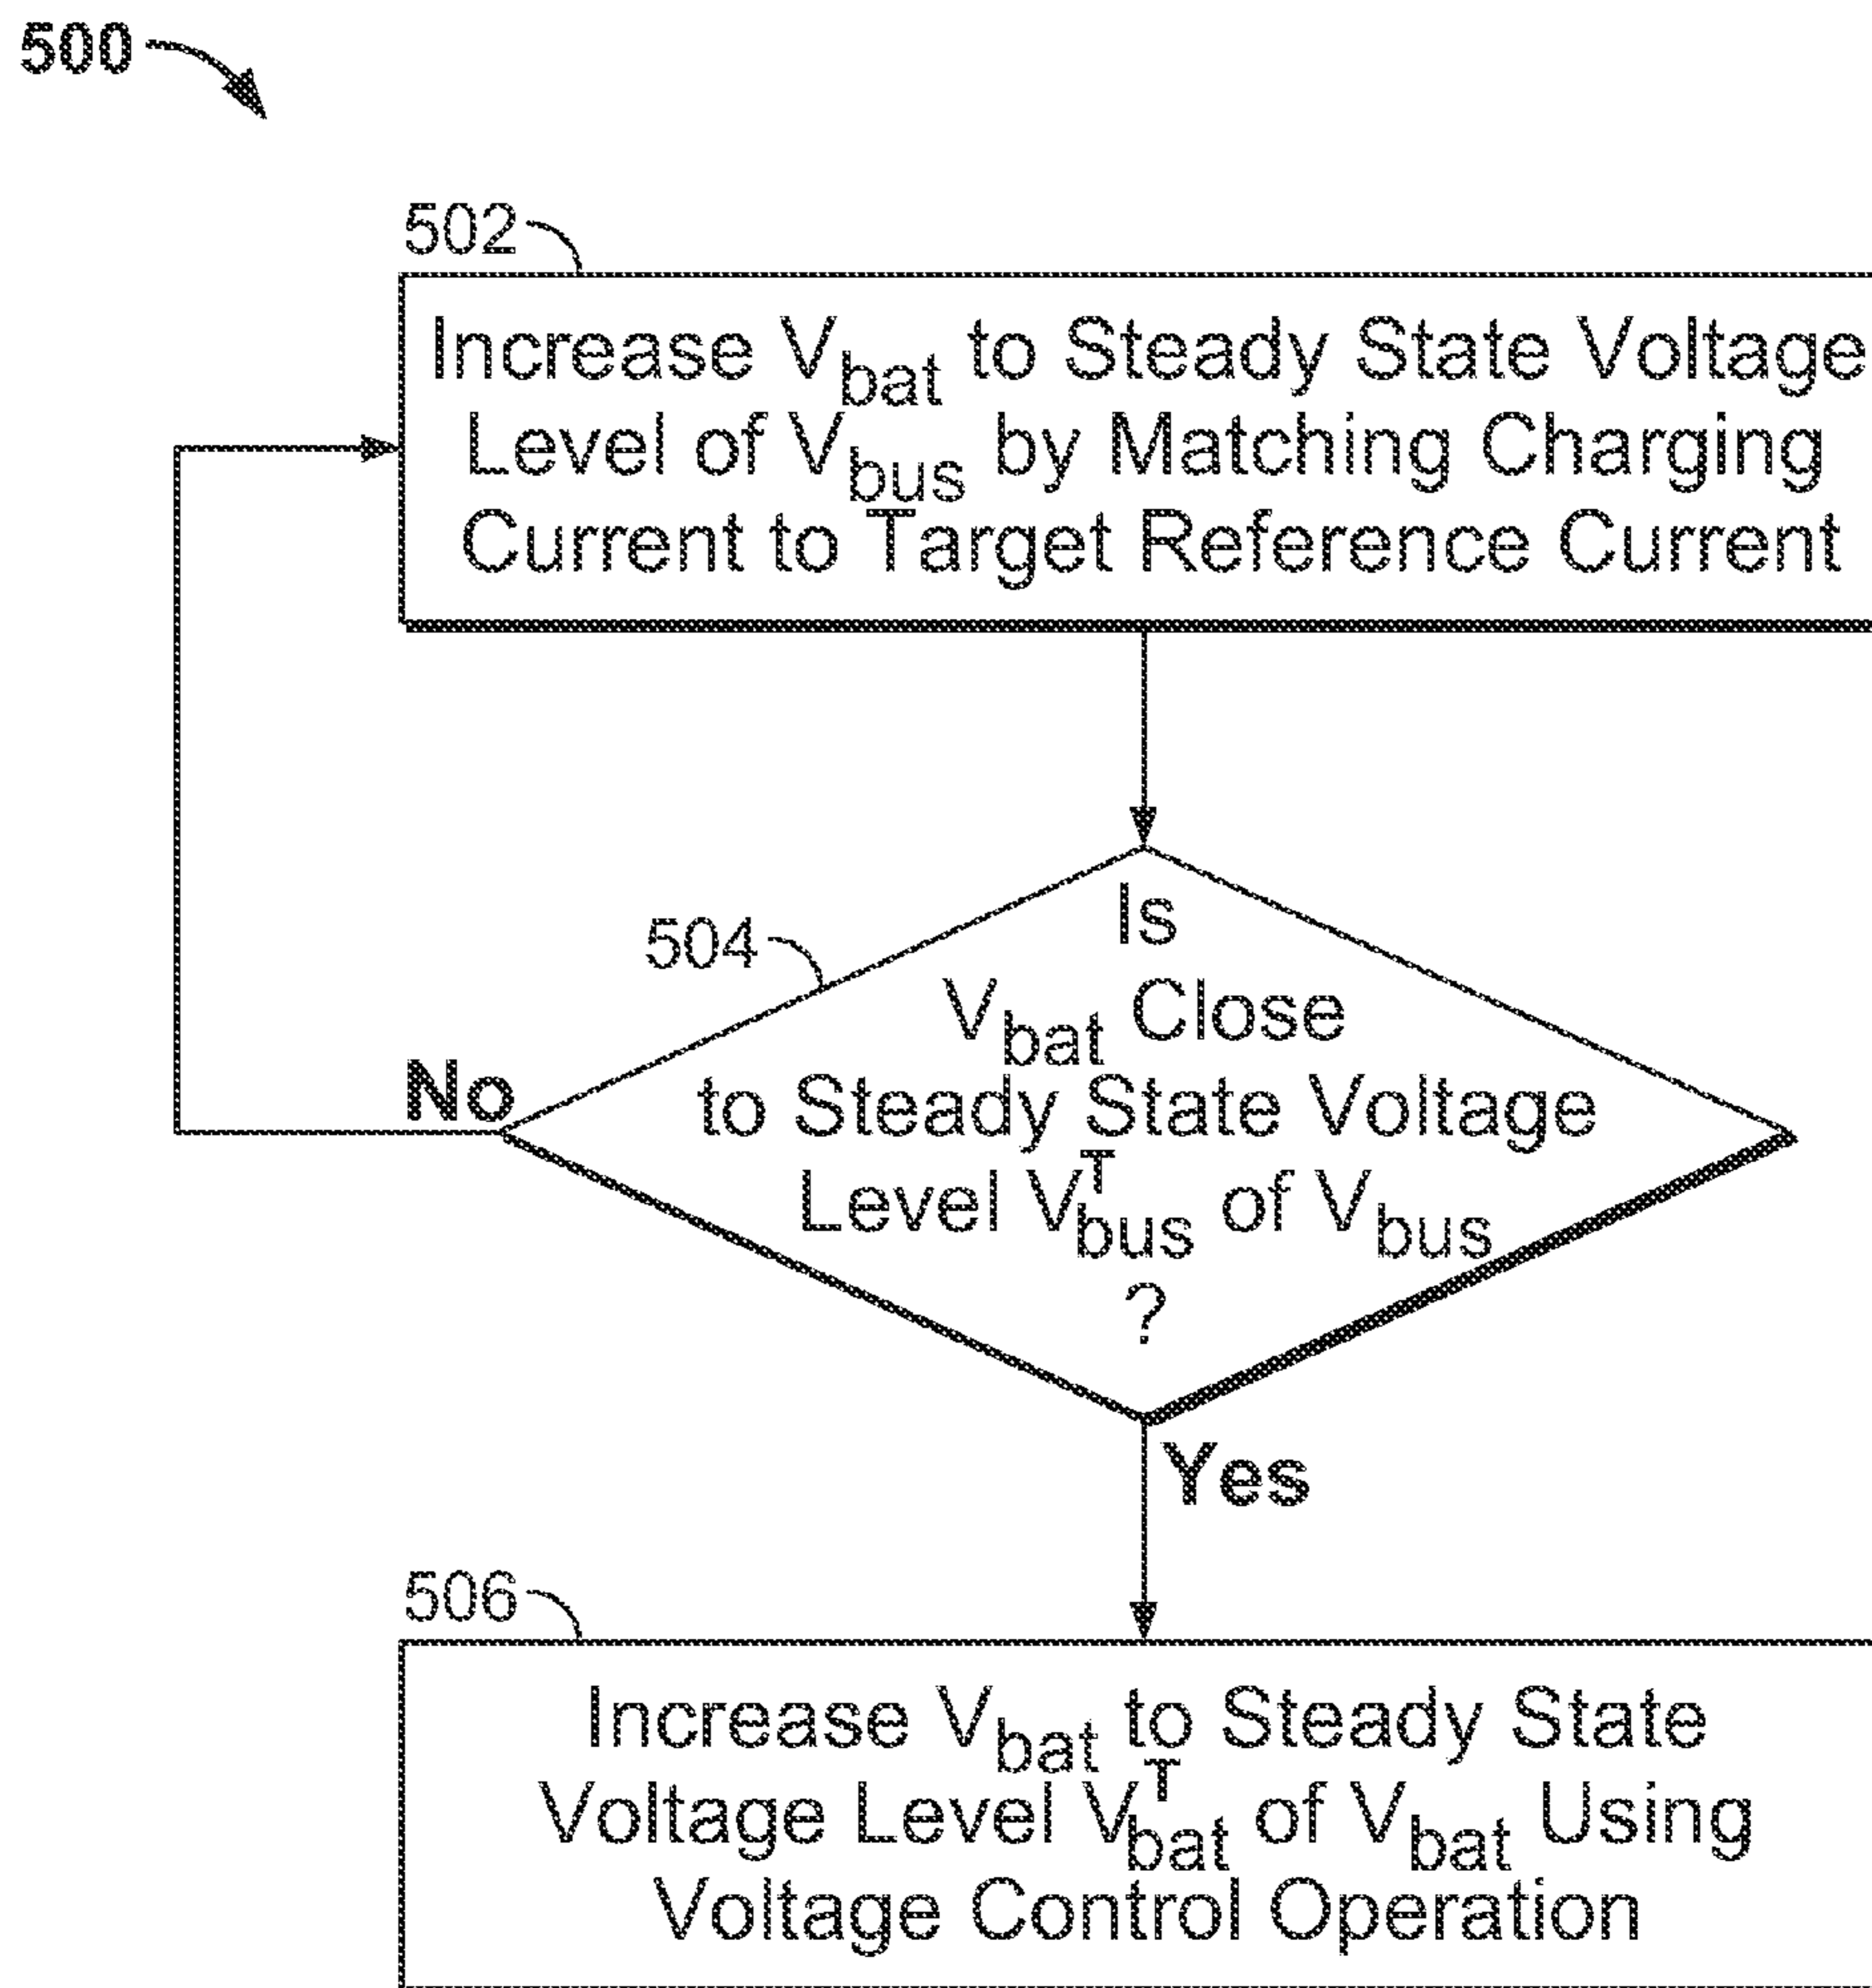 500
502
Increase Vbat to Steady State Voltage
Level of Vbus by Matching Charging
Current to Target Reference Current
504
Is
Vbat Close
to Steady State Voltage
Level V^T_bus of Vbus
?
No
Yes
506
Increase Vbat to Steady State
Voltage Level V^T_bat of Vbat Using
Voltage Control Operation